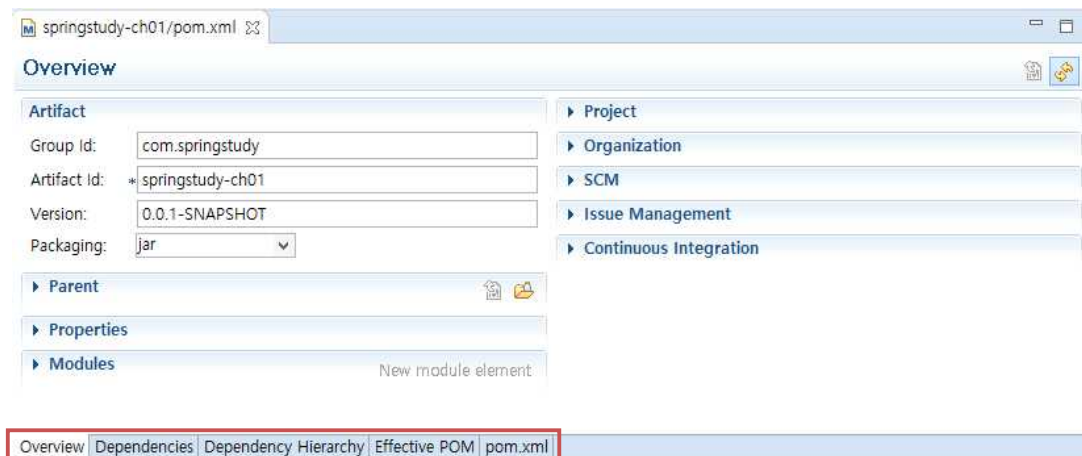 springstudy-ch01/pom.xml
Overview
Artifact
Group Id: com.springstudy
Artifact Id: * springstudy-ch01
Version: 0.0.1-SNAPSHOT
Packaging: jar
Parent
Properties
Modules New module element
Project
Organization
SCM
Issue Management
Continuous Integration
Overview Dependencies Dependency Hierarchy Effective POM pom.xml